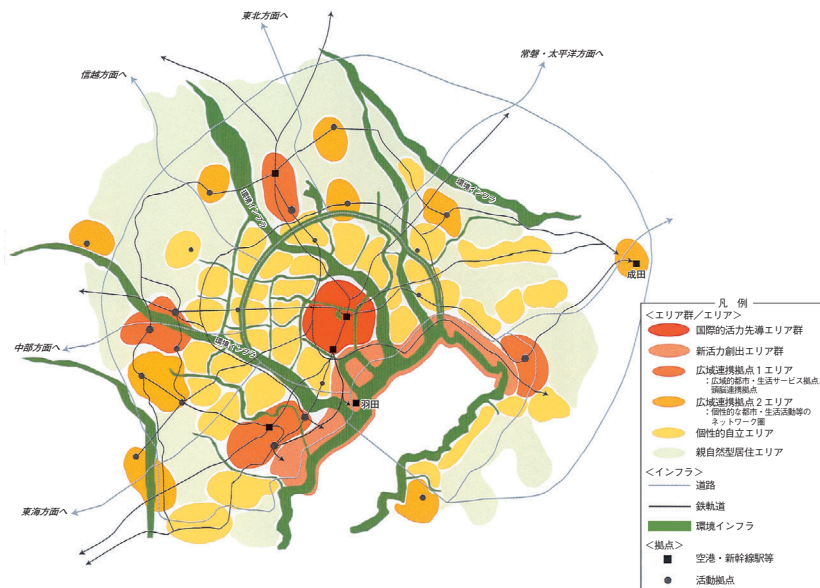 東北方面へ
常磐・太平洋方面へ
信越方面へ
環境インフラ
環境インフラ
成田
環境インフラ
中部方面へ
羽田
東海方面へ
凡 例
＜エリア群／エリア＞
国際的活力先導エリア群
新活力創出エリア群
広域連携拠点1エリア
：広域的都市・生活サービス拠点、
頭脳連携拠点
広域連携拠点2エリア
：個性的な都市・生活活動等の
ネットワーク圏
個性的自立エリア
親自然型居住エリア
＜インフラ＞
道路
鉄軌道
環境インフラ
＜拠点＞
空港・新幹線駅等
活動拠点